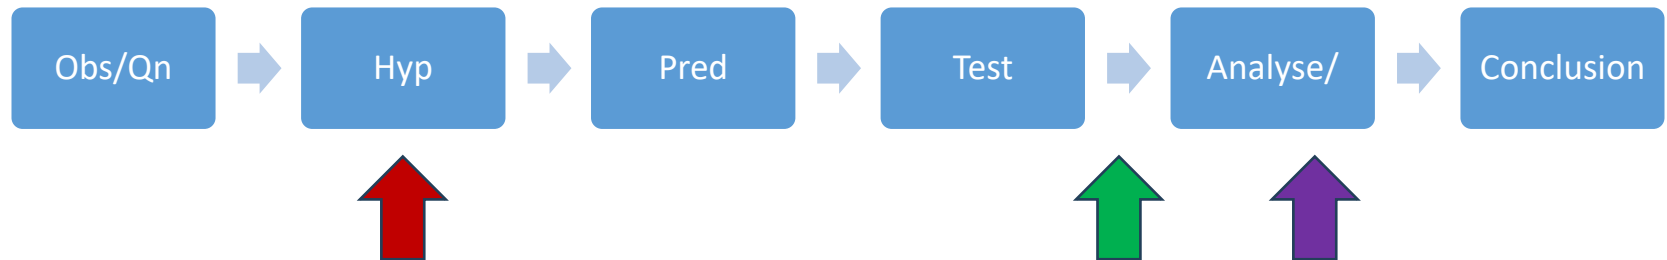 Obs/Qn
Hyp
Pred
Test
Analyse/
Conclusion